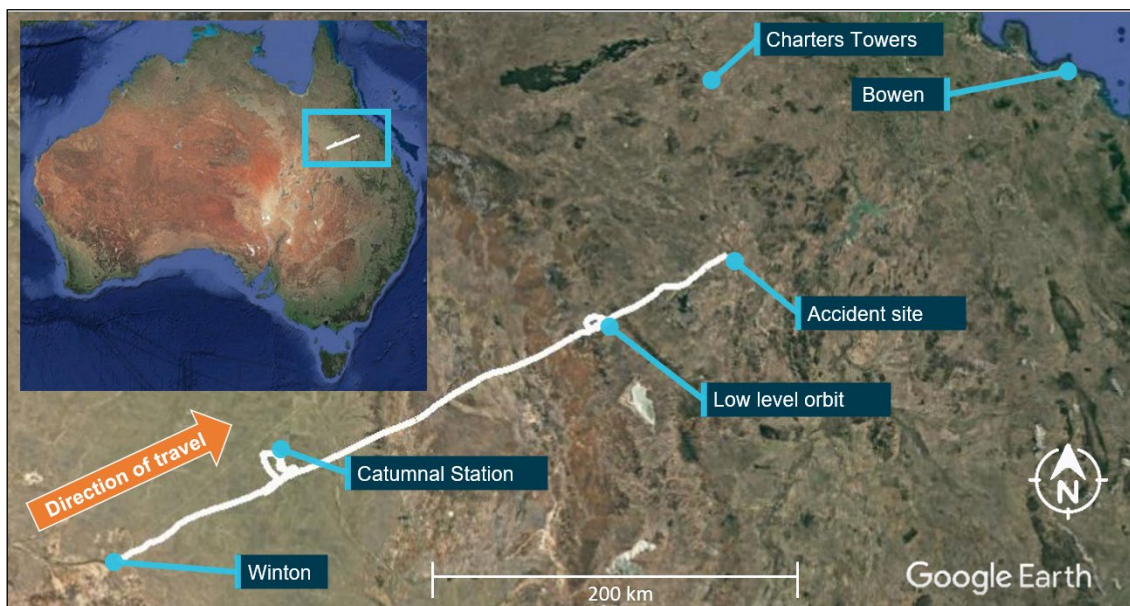 Charters Towers
Bowen
Accident site
Low level orbit
Direction of travel
Catumnal Station
N
Winton
200 km
Google Earth